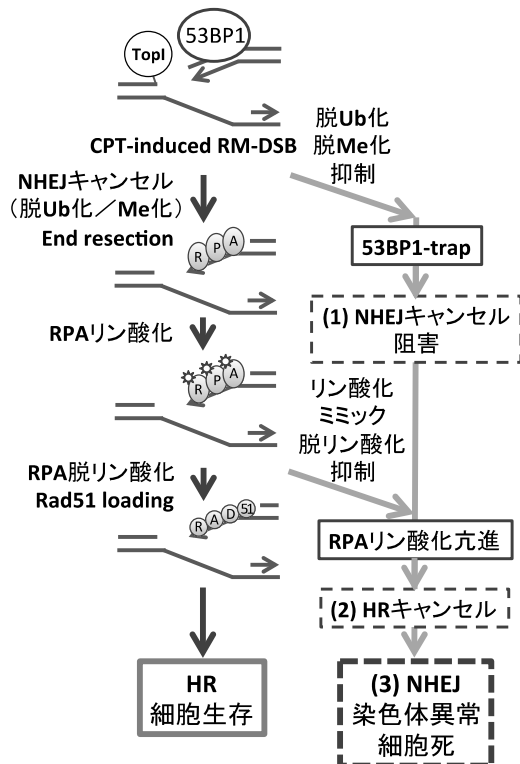 TopI
53BP1
CPT-induced RM-DSB
脱Ub化
脱Me化
抑制
NHEJキャンセル
（脱Ub化／Me化）
End resection
R P A
53BP1-trap
(1) NHEJキャンセル
阻害
RPAリン酸化
R P A
リン酸化
ミミック
脱リン酸化
抑制
RPA脱リン酸化
Rad51 loading
R A D 51
RPAリン酸化亢進
(2) HRキャンセル
HR
細胞生存
(3) NHEJ
染色体異常
細胞死